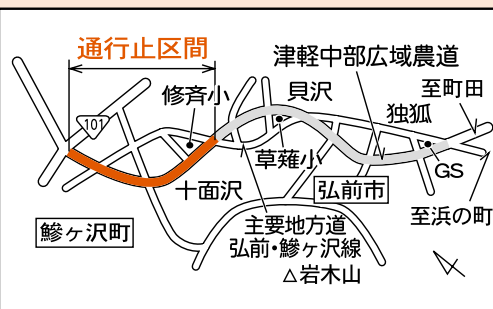 通行止区間
津軽中部広域農道
修斉小
貝沢
至町田
101
独狐
草薙小
GS
十面沢
弘前市
至浜の町
主要地方道
弘前・鰺ヶ沢線
鰺ヶ沢町
△岩木山